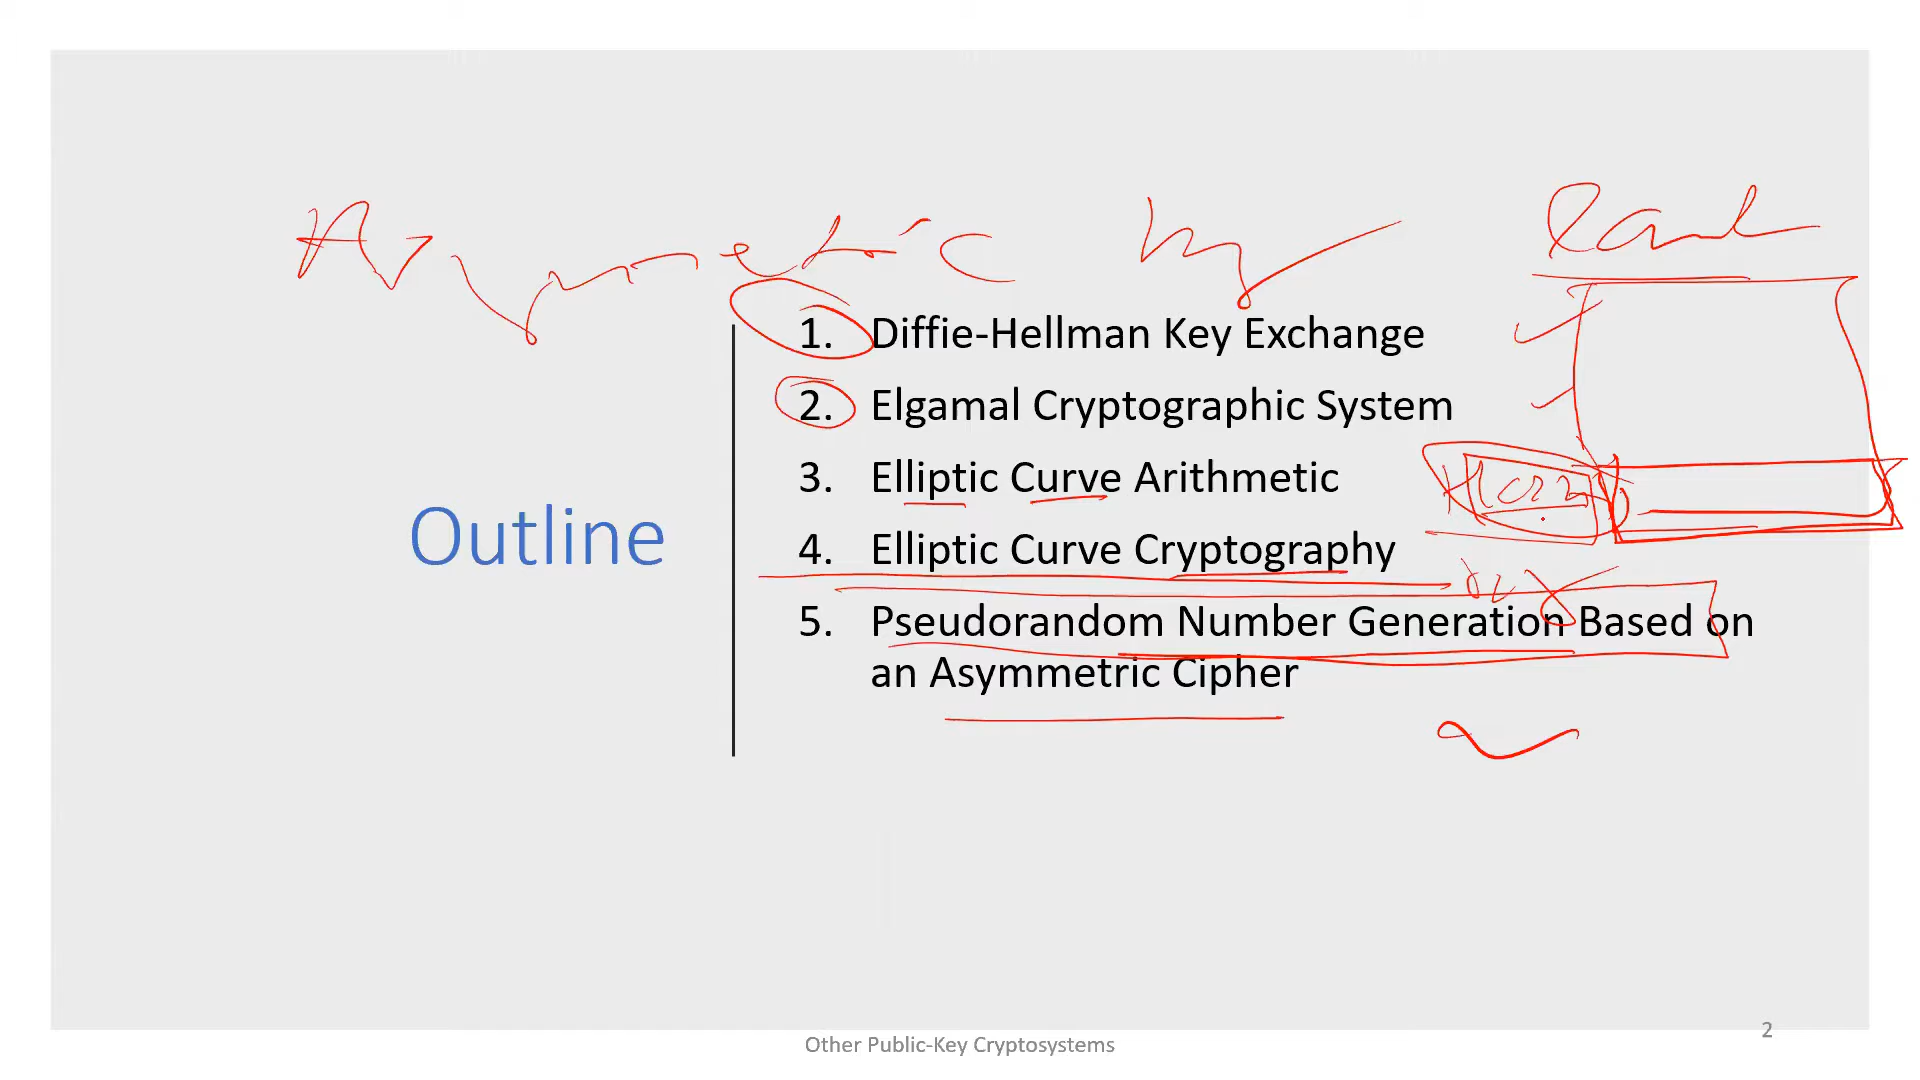 Asymmetric
1. Diffie-Hellman Key Exchange
2. Elgamal Cryptographic System
3. Elliptic Curve Arithmetic
4. Elliptic Curve Cryptography
5. Pseudorandom Number Generation Based on
an Asymmetric Cipher
Outline
Other Public-Key Cryptosystems
2